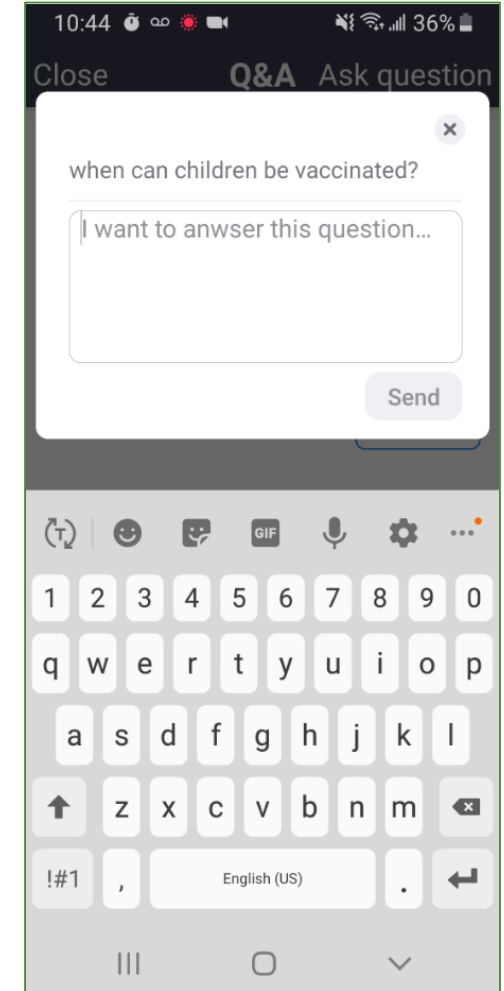 10:44 36%
Close Q&A Ask question
when can children be vaccinated?
I want to anwser this question...
Send
T GIF
1 2 3 4 5 6 7 8 9 0
q w e r t y u i o p
a s d f g h j k l
z x c v b n m
!#1 , English (US) .